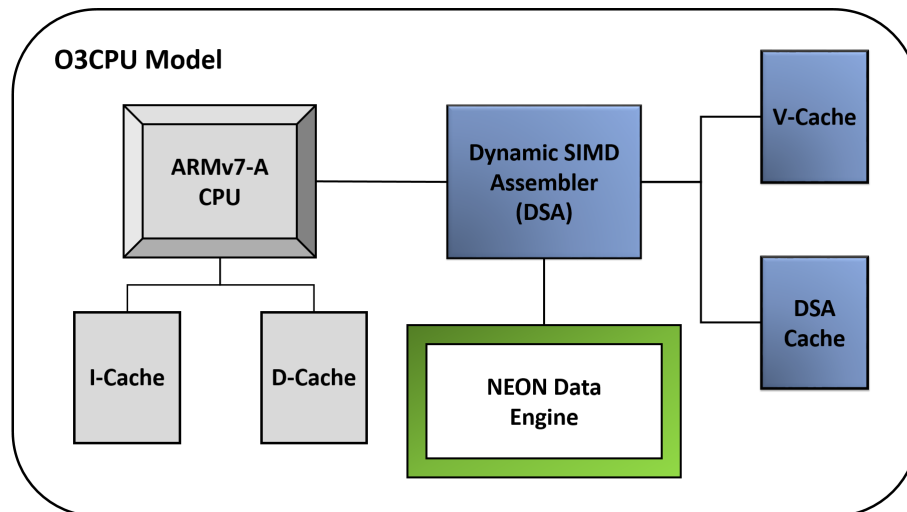 O3CPU Model
ARMv7-A
CPU
Dynamic SIMD
Assembler
(DSA)
V-Cache
DSA
Cache
I-Cache
D-Cache
NEON Data
Engine